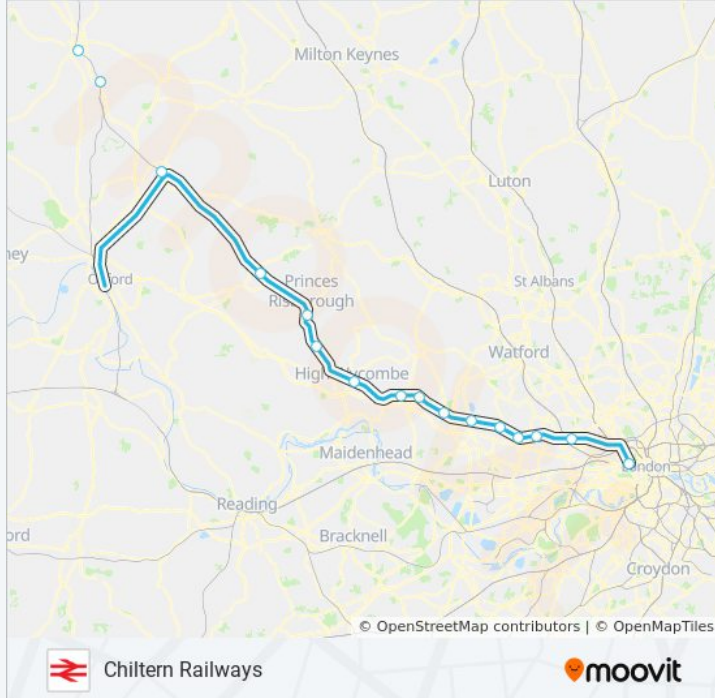 Milton Keynes
Luton
ney
Oxford
Princes
Risborough
St Albans
Watford
High Wycombe
Maidenhead
London
Reading
ord
Bracknell
Croydon
© OpenStreetMap contributors | © OpenMapTiles
Chiltern Railways
moovit